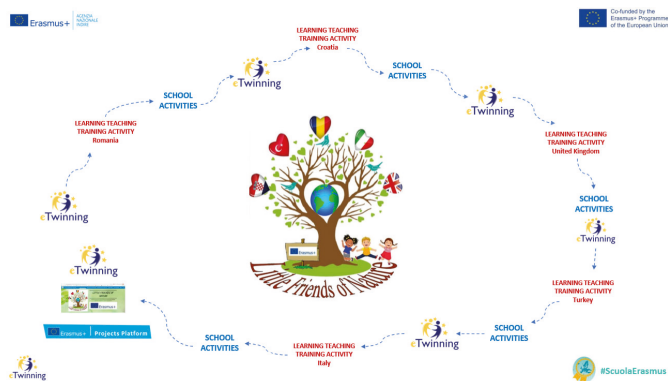 Erasmus+
AGENZIA
NAZIONALE
INDIRE
Co-funded by the
Erasmus+ Programme
of the European Union
LEARNING TEACHING
TRAINING ACTIVITY
Croatia
SCHOOL
ACTIVITIES
eTwinning
SCHOOL
ACTIVITIES
eTwinning
LEARNING TEACHING
TRAINING ACTIVITY
Romania
LEARNING TEACHING
TRAINING ACTIVITY
United Kingdom
eTwinning
SCHOOL
ACTIVITIES
eTwinning
Erasmus+
Little Friends of Nature
eTwinning
LEARNING TEACHING
TRAINING ACTIVITY
Turkey
Erasmus+ Projects Platform
SCHOOL
ACTIVITIES
LEARNING TEACHING
TRAINING ACTIVITY
Italy
eTwinning
SCHOOL
ACTIVITIES
eTwinning
#ScuolaErasmus